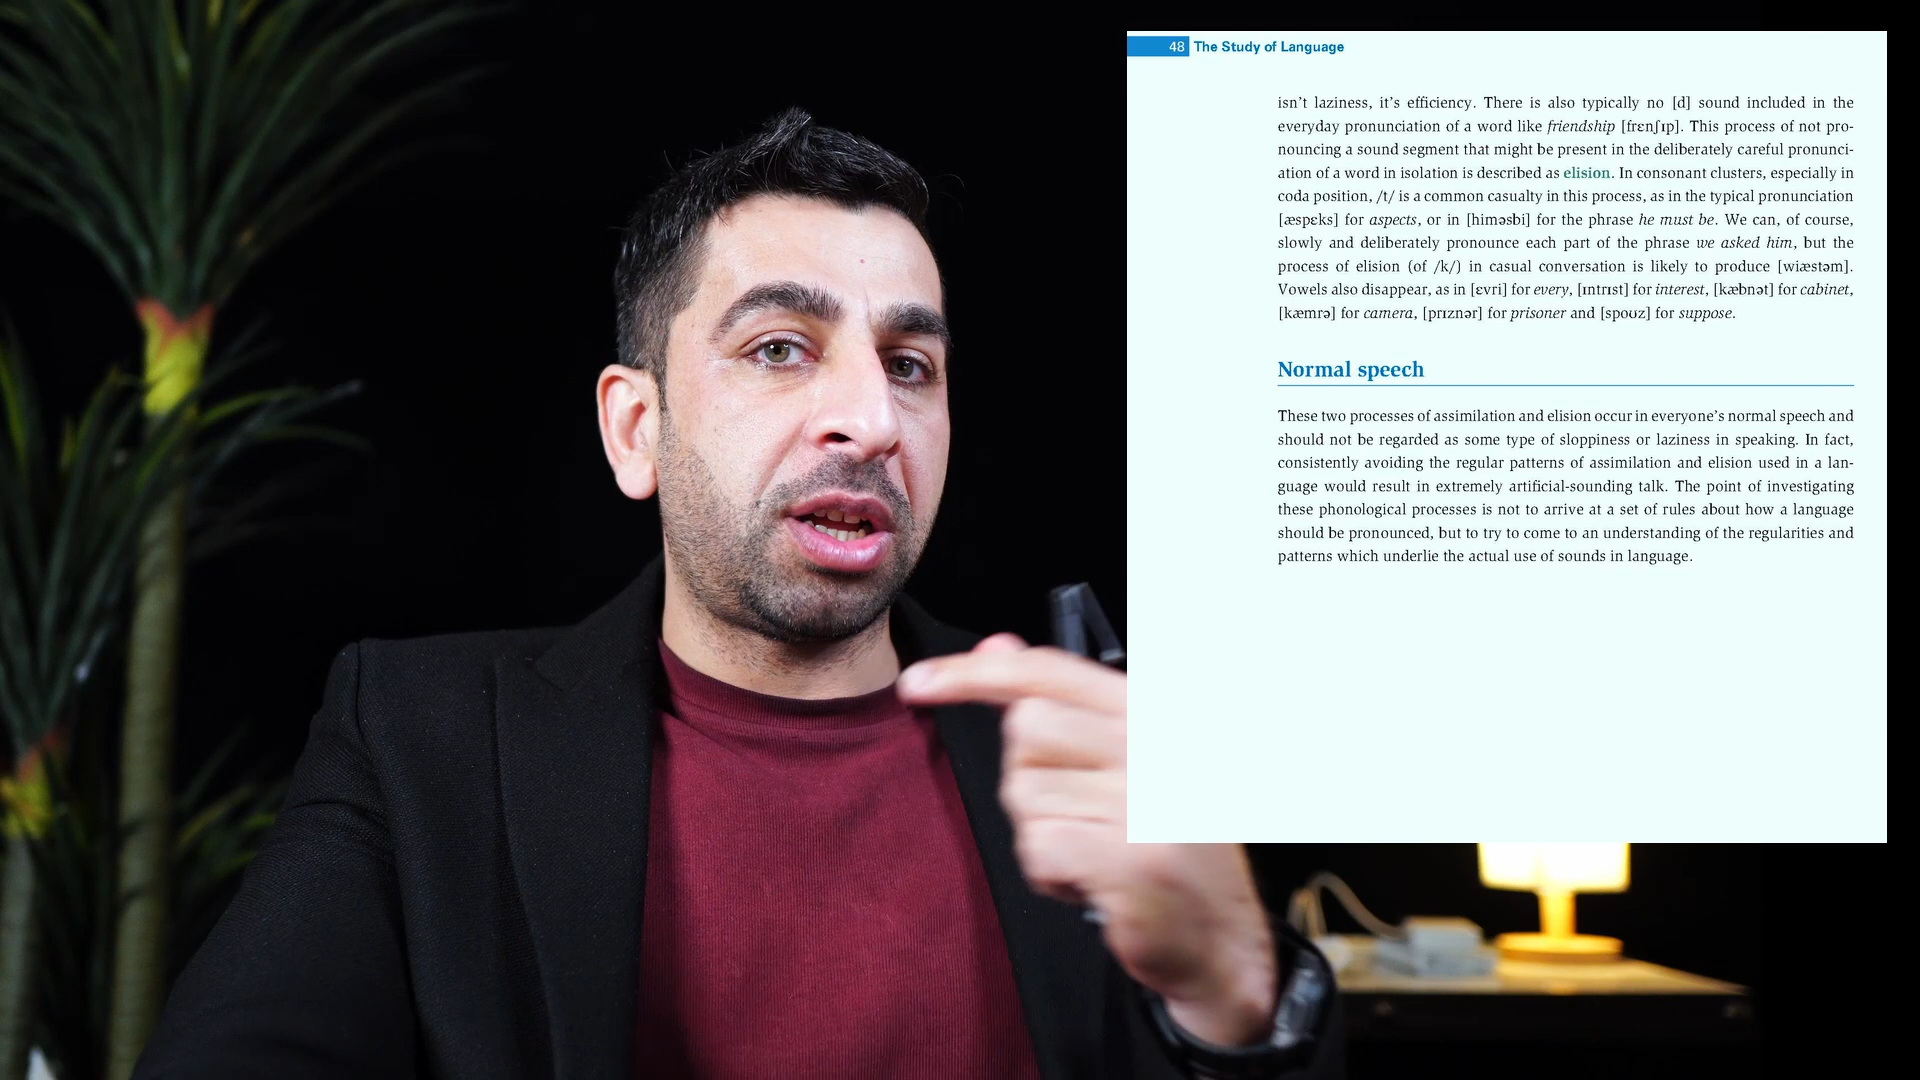 48 The Study of Language
isn’t laziness, it’s efficiency. There is also typically no [d] sound included in the
everyday pronunciation of a word like friendship [frɛnʃɪp]. This process of not pro-
nouncing a sound segment that might be present in the deliberately careful pronunci-
ation of a word in isolation is described as elision. In consonant clusters, especially in
coda position, /t/ is a common casualty in this process, as in the typical pronunciation
[æspɛks] for aspects, or in [himəsbi] for the phrase he must be. We can, of course,
slowly and deliberately pronounce each part of the phrase we asked him, but the
process of elision (of /k/) in casual conversation is likely to produce [wiæstəm].
Vowels also disappear, as in [ɛvri] for every, [ɪntrɪst] for interest, [kæbnət] for cabinet,
[kæmrə] for camera, [prɪznər] for prisoner and [spoʊz] for suppose.
Normal speech
These two processes of assimilation and elision occur in everyone’s normal speech and
should not be regarded as some type of sloppiness or laziness in speaking. In fact,
consistently avoiding the regular patterns of assimilation and elision used in a lan-
guage would result in extremely artificial-sounding talk. The point of investigating
these phonological processes is not to arrive at a set of rules about how a language
should be pronounced, but to try to come to an understanding of the regularities and
patterns which underlie the actual use of sounds in language.